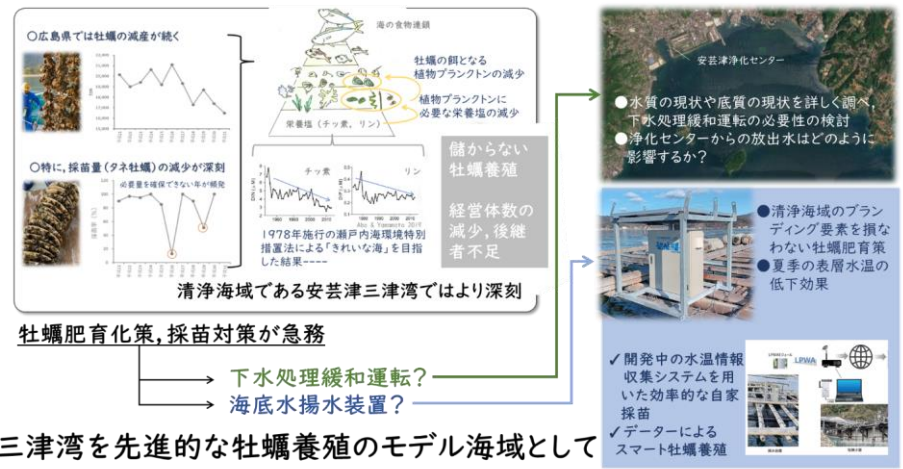 ○広島県では牡蠣の減産が続く
○特に,採苗量(タネ牡蠣)の減少が深刻
必要量を確保できない年が頻発
海の食物連鎖
牡蠣の餌となる
植物プランクトンの減少
植物プランクトンに
必要な栄養塩の減少
栄養塩(チッ素,リン)
チッ素
リン
1980
1990
2000
2010
1980
1990
2000
2010
Abo & Yamamoto 2019
1978年施行の瀬戸内海環境特別
措置法による「きれいな海」を目指
した結果----
儲からない
牡蠣養殖
経営体数の
減少,後継
者不足
清浄海域である安芸津三津湾ではより深刻
牡蠣肥育化策,採苗対策が急務
下水処理緩和運転?
海底水揚水装置?
三津湾を先進的な牡蠣養殖のモデル海域として
安芸津浄化センター
●水質の現状や底質の現状を詳しく調べ,
下水処理緩和運転の必要性の検討
●浄化センターからの放出水はどのように
影響するか?
●清浄海域のブラン
ディング要素を損な
わない牡蠣肥育策
●夏季の表層水温の
低下効果
✓開発中の水温情報
収集システムを用
いた効率的な自家
採苗
✓データーによる
スマート牡蠣養殖
LPWA